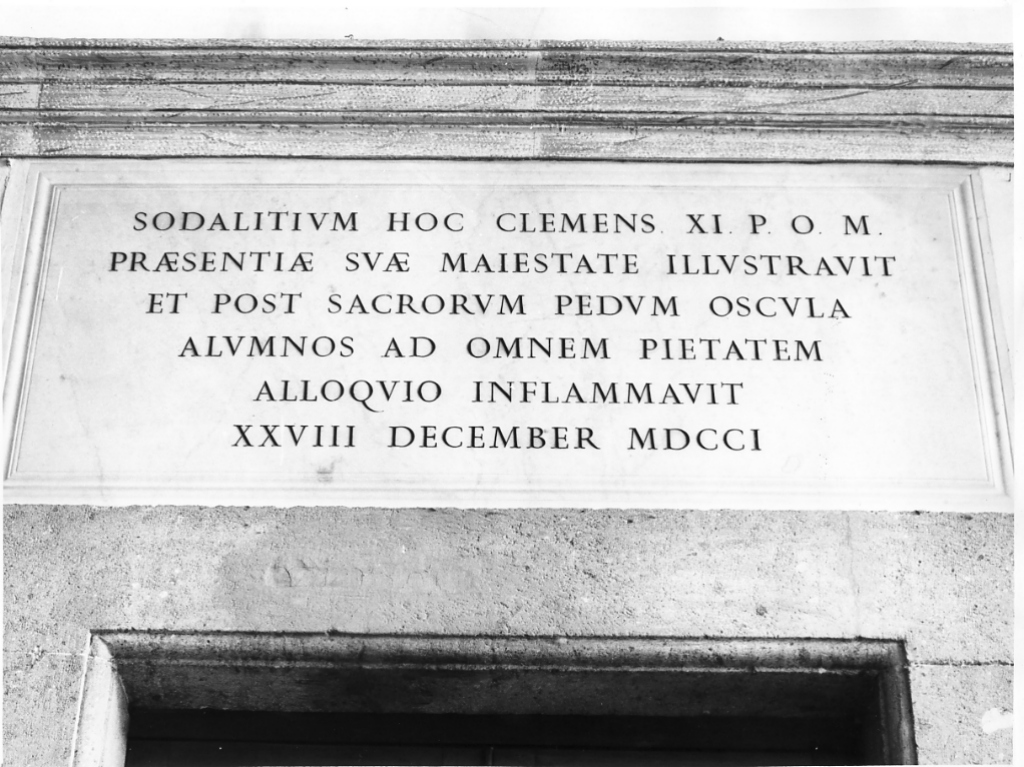 SODALITIVM HOC CLEMENS. XI. P. O. M.
PRÆSENTIÆ SVÆ MAIESTATE ILLVSTRAVIT
ET POST SACRORVM PEDVM OSCVLA
ALVMNOS AD OMNEM PIETATEM
ALLOQVIO INFLAMMAVIT
XXVIII DECEMBER MDCCI